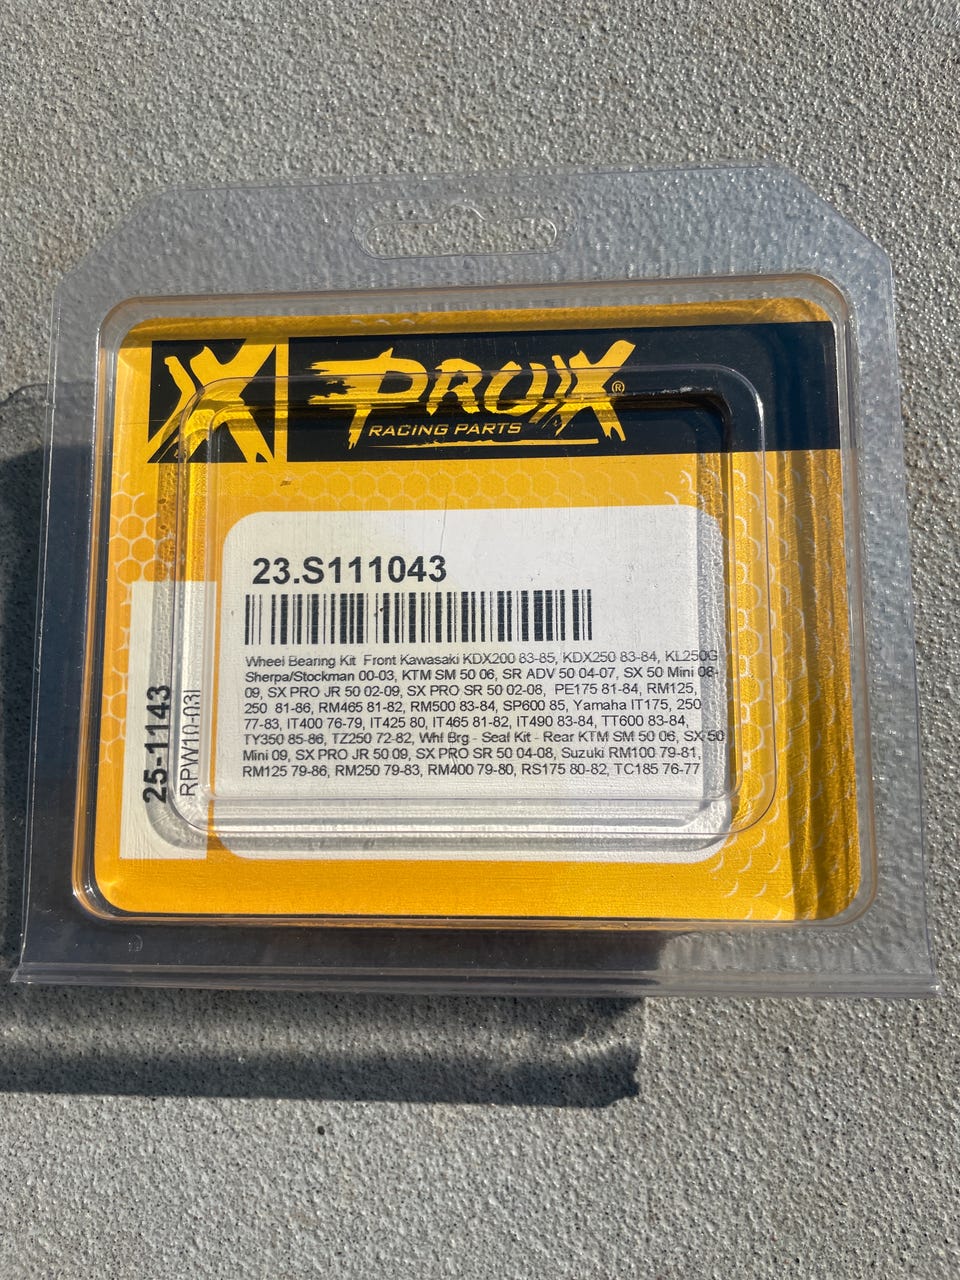 PROX®
RACING PARTS
23.S111043
Wheel Bearing Kit Front Kawasaki KDX200 83-85, KDX250 83-84, KL250G
Sherpa/Stockman 00-03, KTM SM 50 06, SR ADV 50 04-07, SX 50 Mini 08-
09, SX PRO JR 50 02-09, SX PRO SR 50 02-08, PE175 81-84, RM125,
250 81-86, RM465 81-82, RM500 83-84, SP600 85, Yamaha IT175, 250
77-83, IT400 76-79, IT425 80, IT465 81-82, IT490 83-84, TT600 83-84,
TY350 85-86, TZ250 72-82, Whl Brg - Seal Kit - Rear KTM SM 50 06, SX 50
Mini 09, SX PRO JR 50 09, SX PRO SR 50 04-08, Suzuki RM100 79-81,
RM125 79-86, RM250 79-83, RM400 79-80, RS175 80-82, TC185 76-77
25-1143